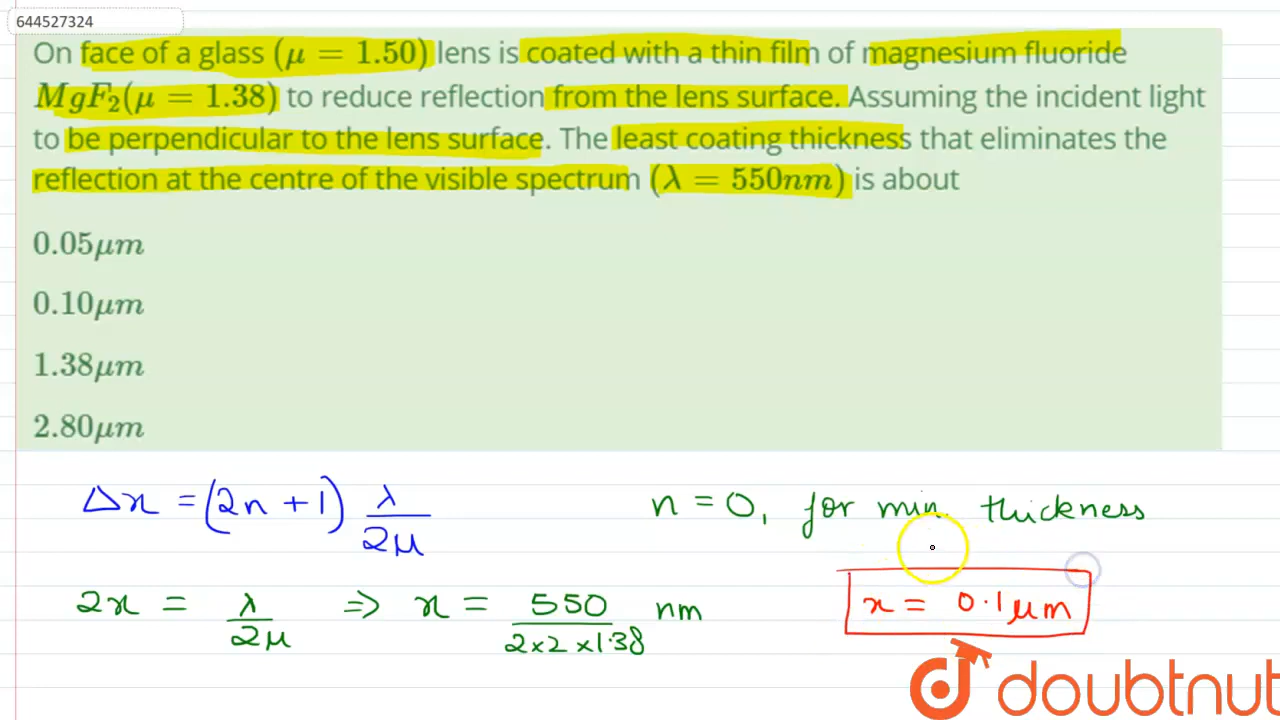 644527324
On face of a glass (μ = 1.50) lens is coated with a thin film of magnesium fluoride
MgF₂(μ = 1.38) to reduce reflection from the lens surface. Assuming the incident light
to be perpendicular to the lens surface. The least coating thickness that eliminates the
reflection at the centre of the visible spectrum (λ = 550nm) is about
0.05μm
0.10μm
1.38μm
2.80μm
Δx = (2n+1) λ/2μ
n = 0, for min. thickness
2x = λ/2μ ⇒ x = 550/2×2×1.38 nm
x = 0.1μm
doubtnut